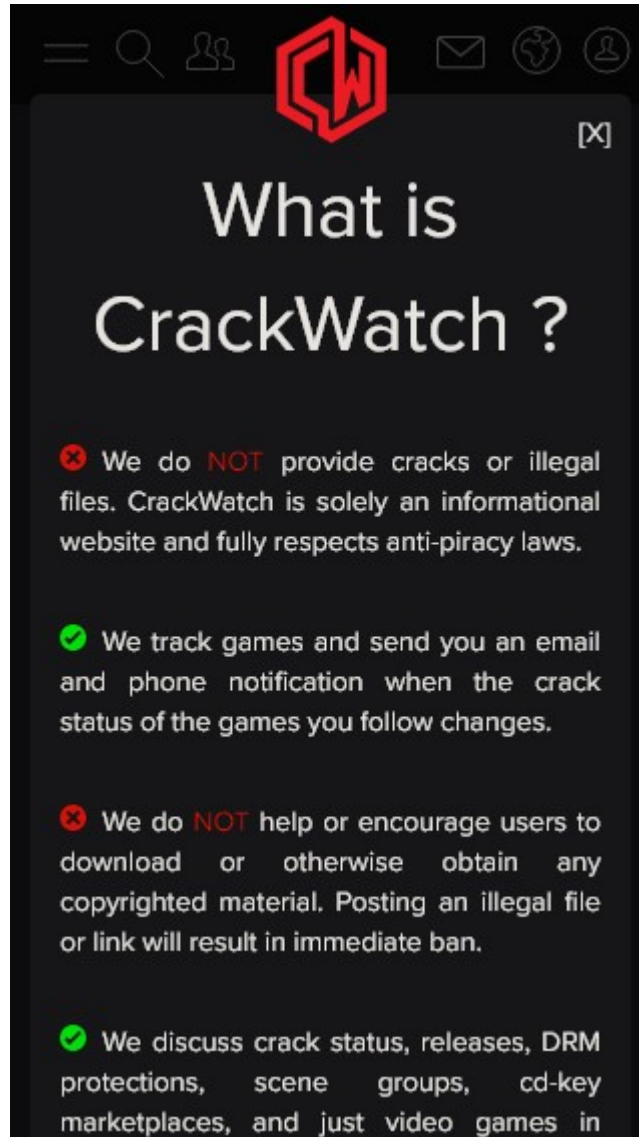 CW
[X]
What is
CrackWatch ?
We do NOT provide cracks or illegal
files. CrackWatch is solely an informational
website and fully respects anti-piracy laws.
We track games and send you an email
and phone notification when the crack
status of the games you follow changes.
We do NOT help or encourage users to
download or otherwise obtain any
copyrighted material. Posting an illegal file
or link will result in immediate ban.
We discuss crack status, releases, DRM
protections, scene groups, cd-key
marketplaces, and just video games in